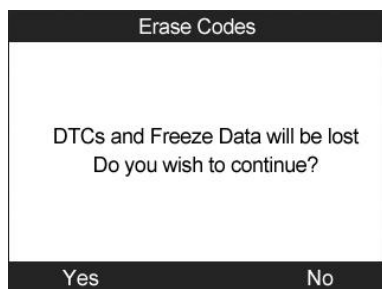 Erase Codes
DTCs and Freeze Data will be lost
Do you wish to continue?
Yes No